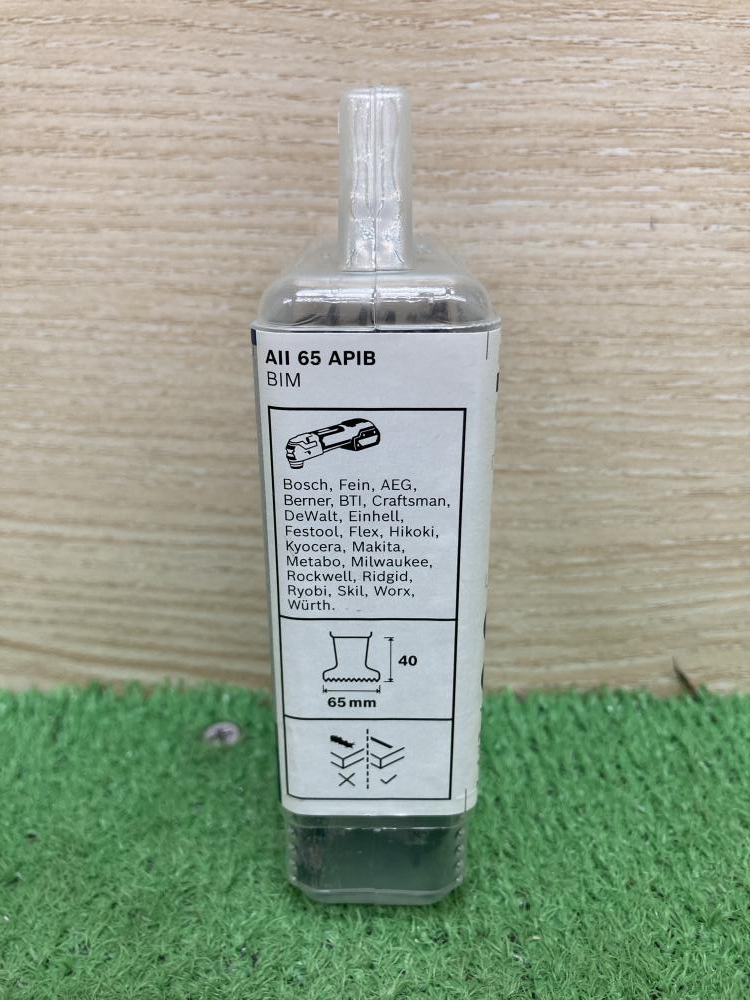 AII 65 APIB
BIM
Bosch, Fein, AEG,
Berner, BTI, Craftsman,
DeWalt, Einhell,
Festool, Flex, Hikoki,
Kyocera, Makita,
Metabo, Milwaukee,
Rockwell, Ridgid,
Ryobi, Skil, Worx,
Würth.
40
65 mm